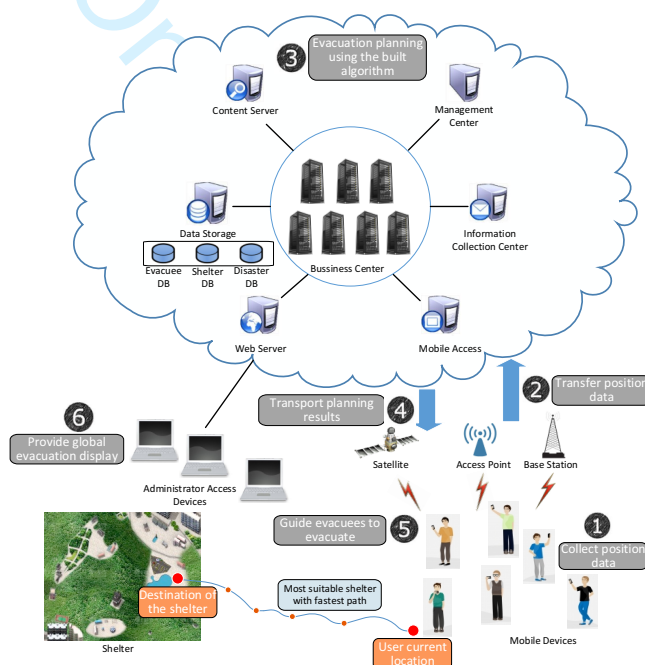 3
Evacuation planning
using the built
algorithm
Content Server
Management
Center
Data Storage
Information
Collection Center
Evacuee
DB
Shelter
DB
Disaster
DB
Bussiness Center
Web Server
Mobile Access
Transport planning
results
4
2
Transfer position
data
6
Provide global
evacuation display
Satellite
Access Point
Base Station
Administrator Access
Devices
Guide evacuees to
evacuate
5
1
Collect position
data
Destination of
the shelter
Most suitable shelter
with fastest path
User current
location
Shelter
Mobile Devices